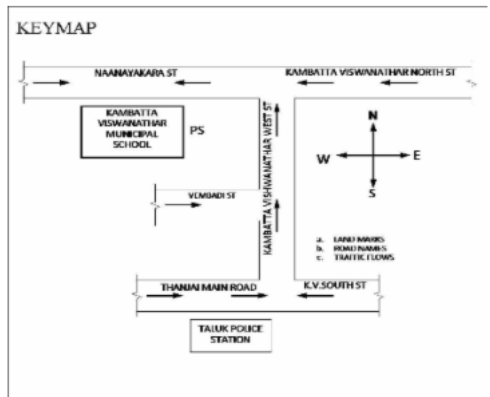 KEYMAP
NAANAYAKARA ST
KAMBATTA VISWANATHAR NORTH ST
KAMBATTA
VISWANATHAR
MUNICIPAL
SCHOOL
PS
KAMBATTA VISHWANATHAR WEST ST
N
W
E
S
VEMBADI ST
a. LAND MARKS
b. ROAD NAMES
c. TRAFFIC FLOWS
THANJAI MAIN ROAD
K.V.SOUTH ST
TALUK POLICE
STATION